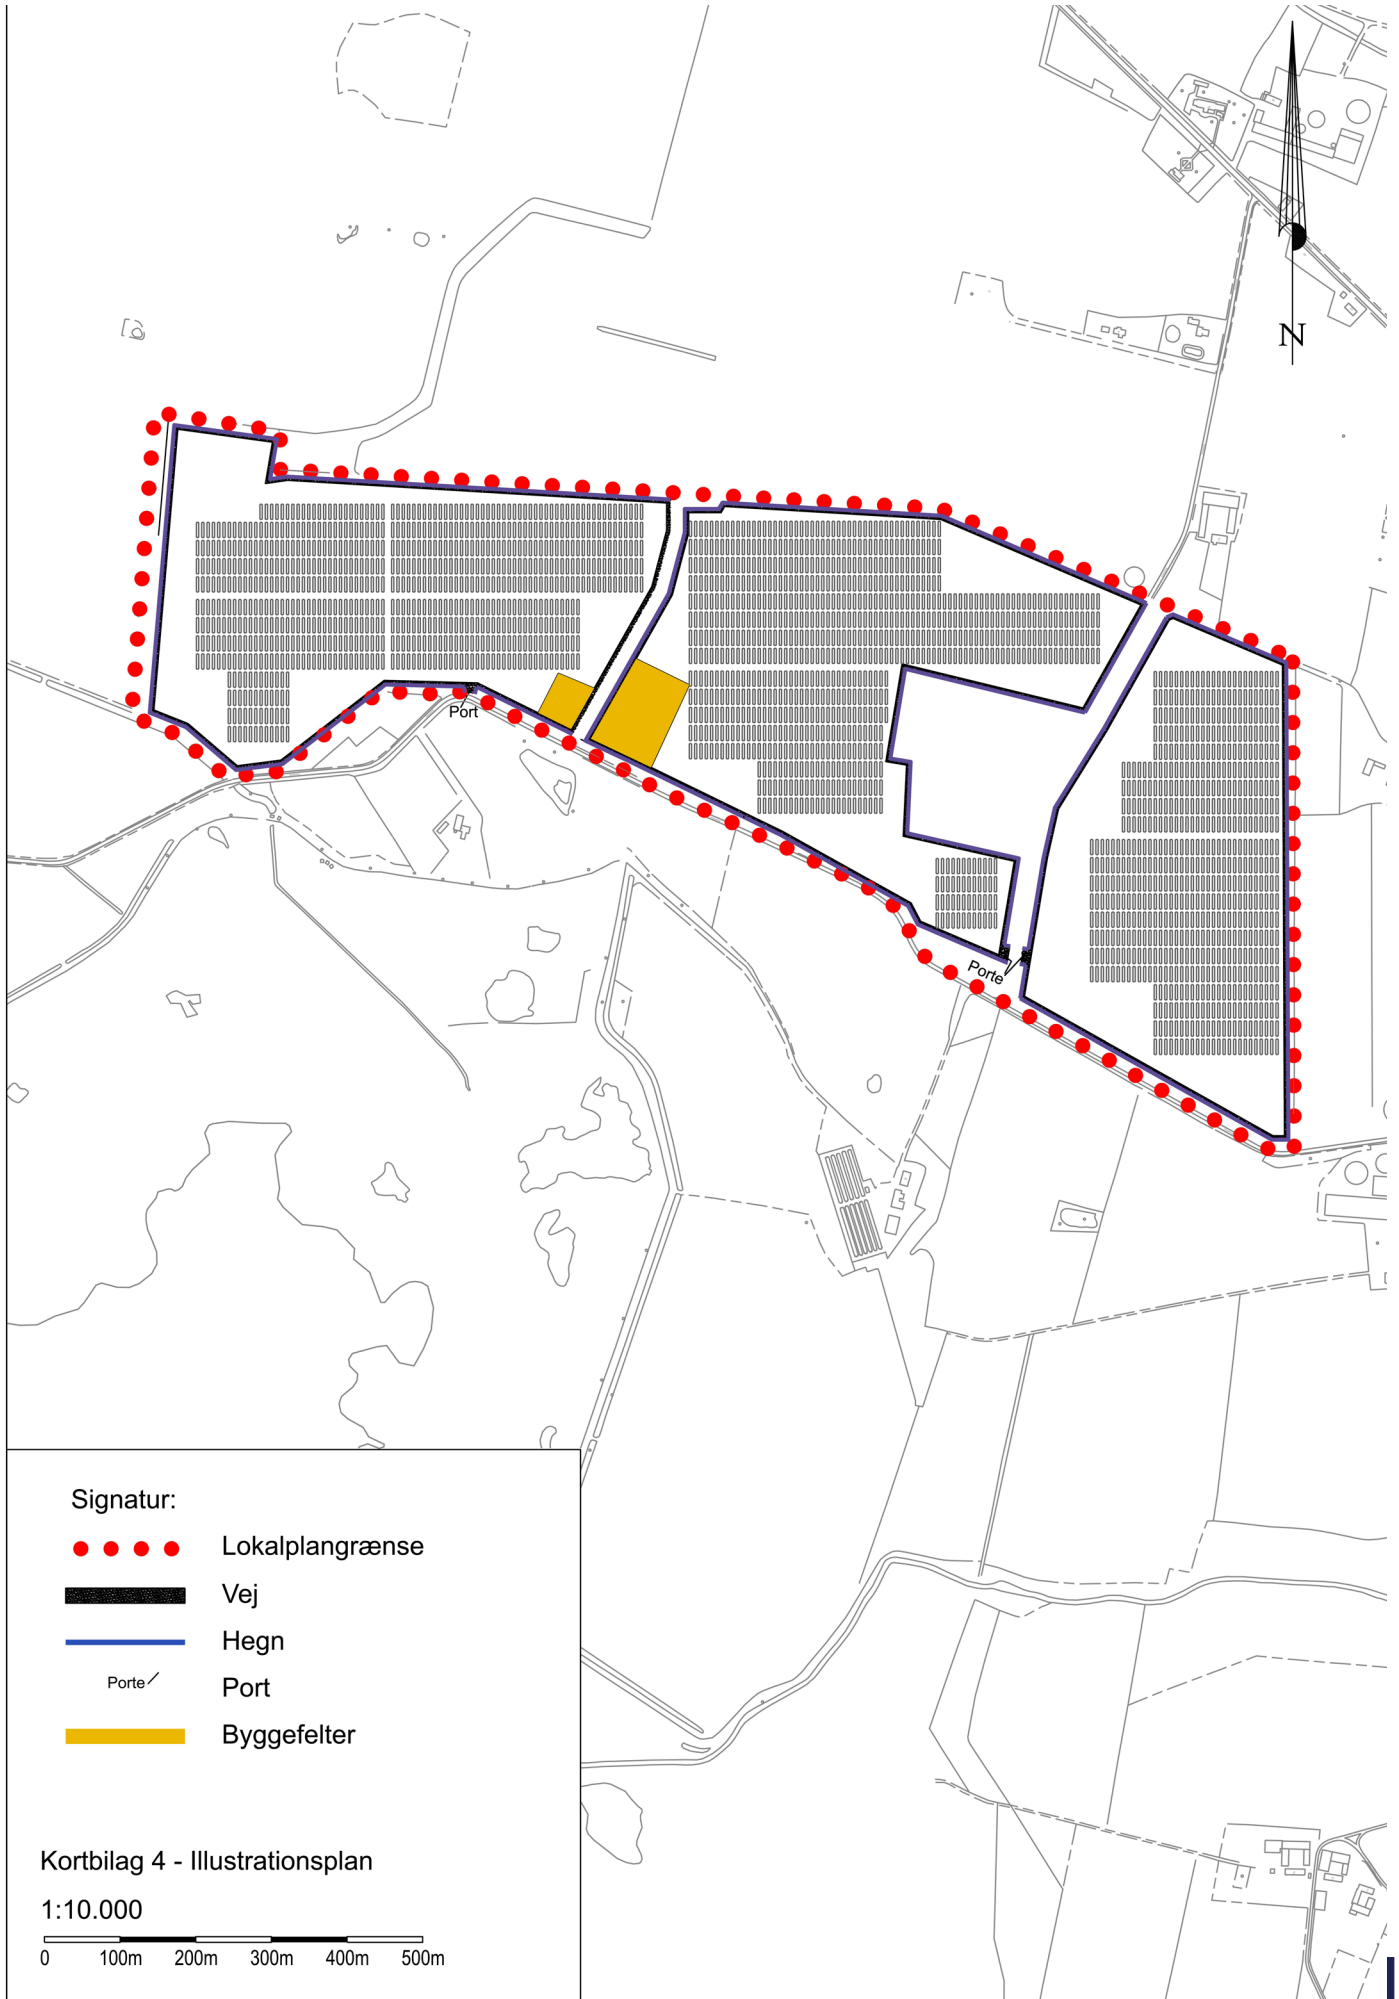 N
Port
Porte
Signatur:
Lokalplangrænse
Vej
Hegn
Porte
Port
Byggefelter
Kortbilag 4 - Illustrationsplan
1:10.000
0 100m 200m 300m 400m 500m